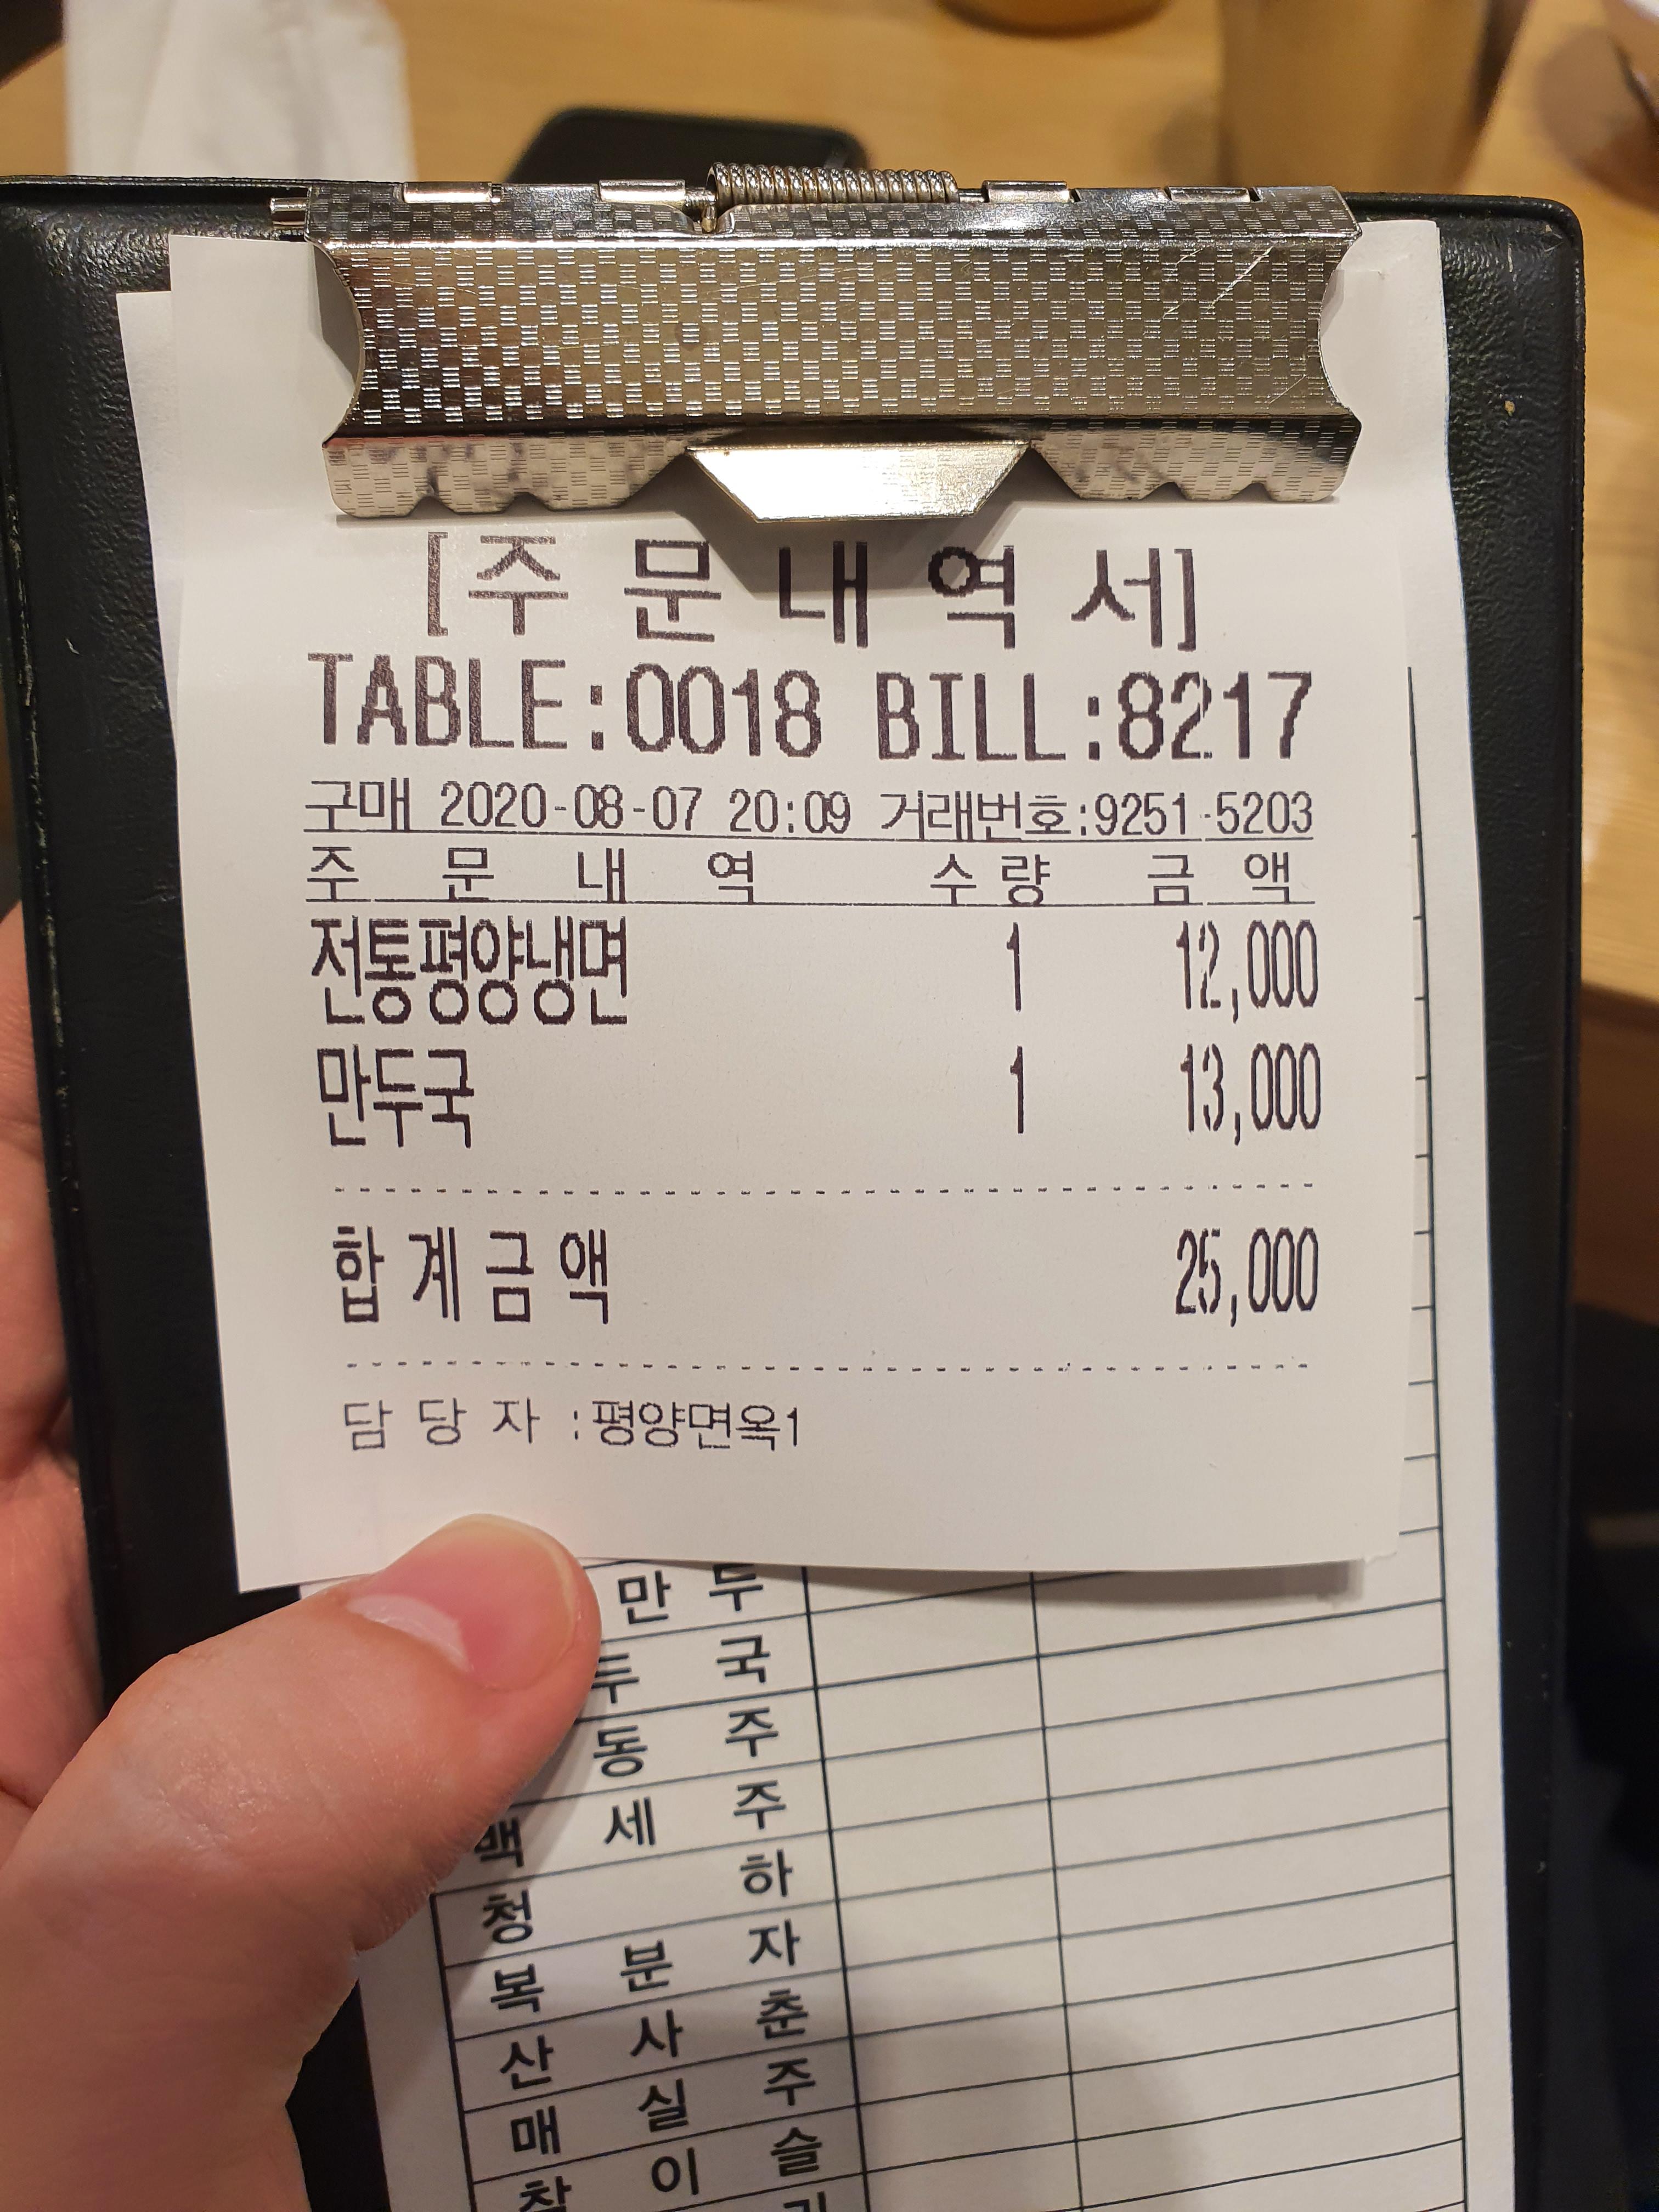 [주 문 내 역 서]
TABLE:0018 BILL:8217
구매 2020-08-07 20:09 거래번호:9251-5203
주 문 내 역 수량 금 액
전통평양냉면 1 12,000
만두국 1 13,000
합 계 금 액 25,000
담 당 자 :평양면옥1
만 두
국
동 주
백 세 주
청 하
복 분 자
산 사 춘
매 실 주
참 이 슬